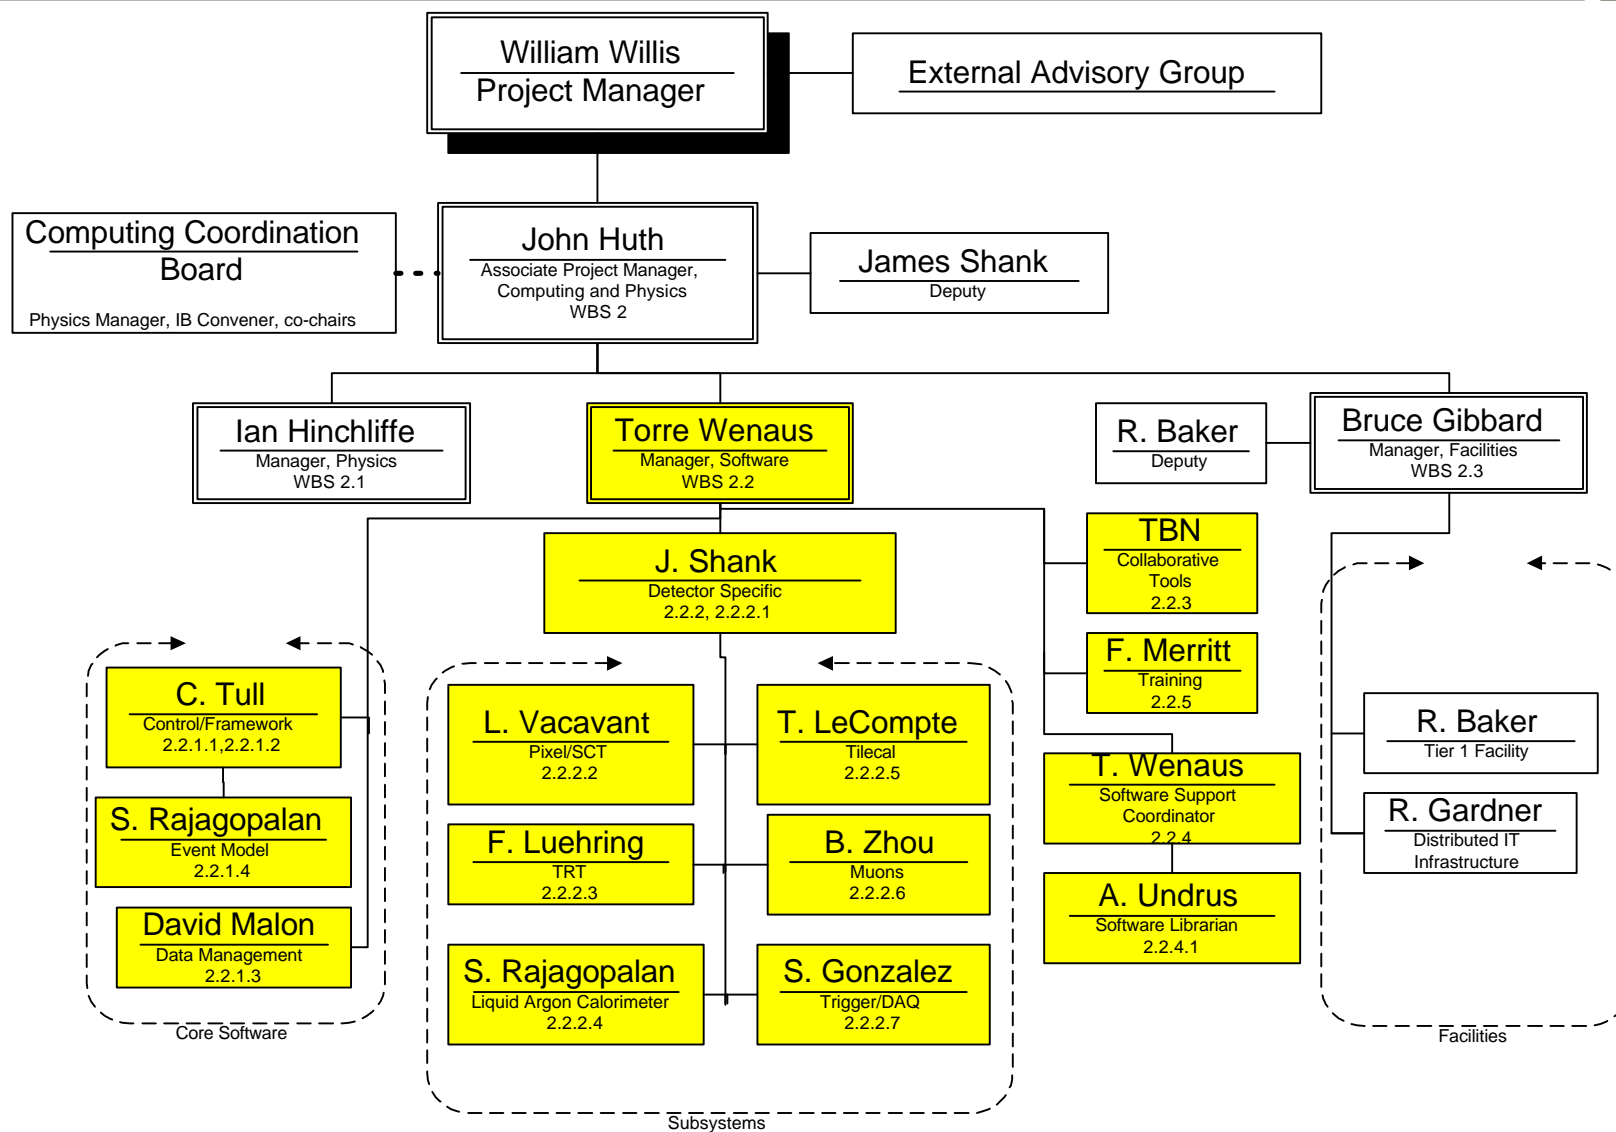 William Willis
Project Manager
External Advisory Group
Computing Coordination
Board
Physics Manager, IB Convener, co-chairs
John Huth
Associate Project Manager,
Computing and Physics
WBS 2
James Shank
Deputy
Ian Hinchliffe
Manager, Physics
WBS 2.1
Torre Wenaus
Manager, Software
WBS 2.2
R. Baker
Deputy
Bruce Gibbard
Manager, Facilities
WBS 2.3
J. Shank
Detector Specific
2.2.2, 2.2.2.1
TBN
Collaborative
Tools
2.2.3
F. Merritt
Training
2.2.5
C. Tull
Control/Framework
2.2.1.1,2.2.1.2
S. Rajagopalan
Event Model
2.2.1.4
David Malon
Data Management
2.2.1.3
Core Software
L. Vacavant
Pixel/SCT
2.2.2.2
T. LeCompte
Tilecal
2.2.2.5
F. Luehring
TRT
2.2.2.3
B. Zhou
Muons
2.2.2.6
S. Rajagopalan
Liquid Argon Calorimeter
2.2.2.4
S. Gonzalez
Trigger/DAQ
2.2.2.7
Subsystems
T. Wenaus
Software Support
Coordinator
2.2.4
A. Undrus
Software Librarian
2.2.4.1
R. Baker
Tier 1 Facility
R. Gardner
Distributed IT
Infrastructure
Facilities